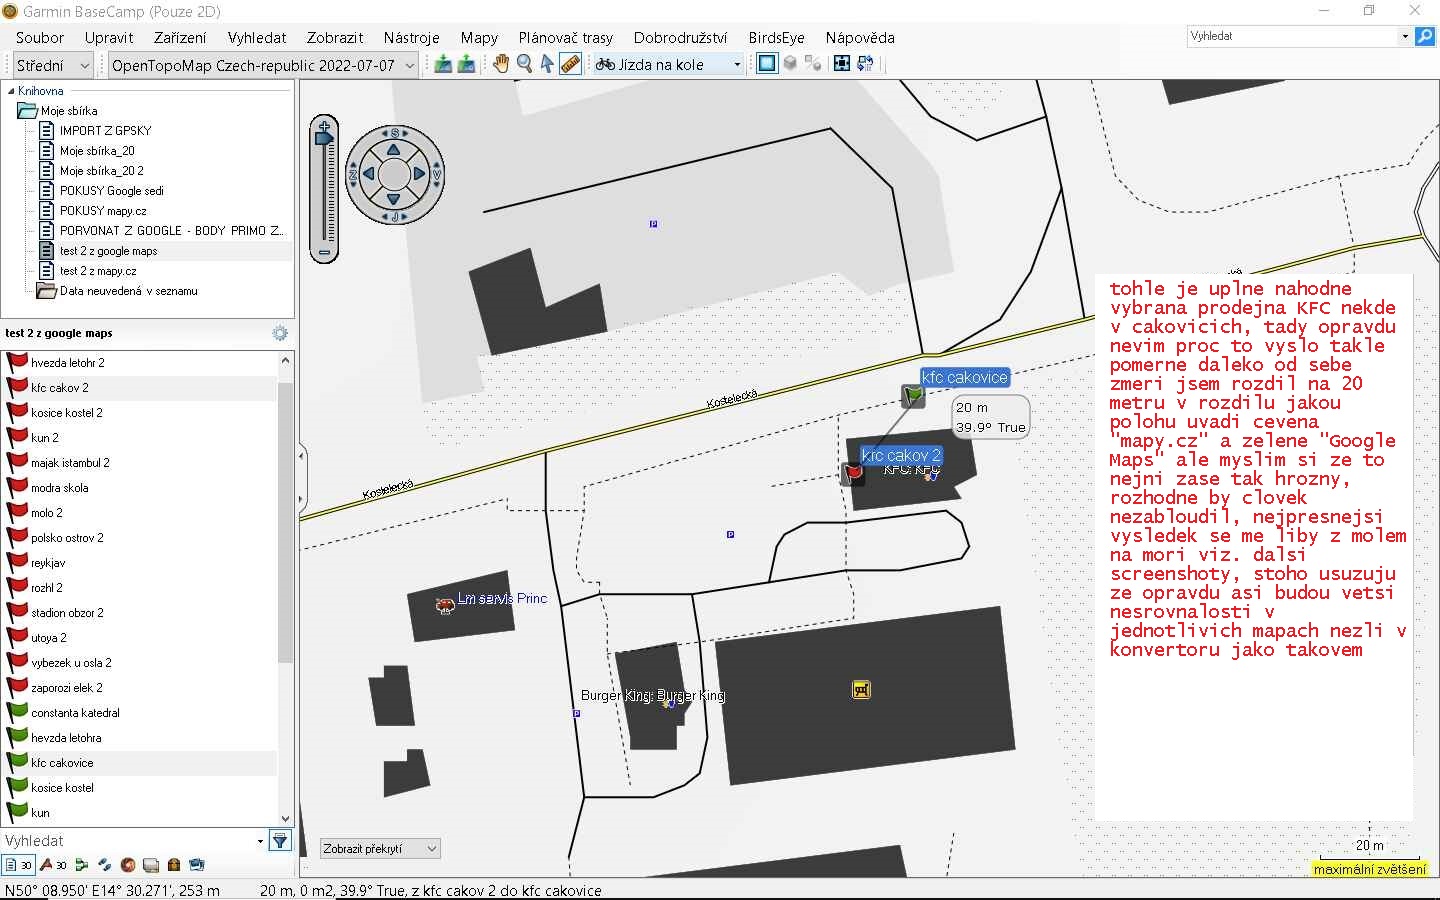 Garmin BaseCamp (Pouze 2D)
Soubor Upravit Zařízení Vyhledat Zobrazit Nástroje Mapy Plánovač trasy Dobrodružství BirdsEye Nápověda
Vyhledat
Střední
OpenTopoMap Czech-republic 2022-07-07
Jízda na kole
Knihovna
Moje sbírka
IMPORT Z GPSKY
Moje sbírka_20
Moje sbírka_20 2
POKUSY Google sedi
POKUSY mapy.cz
PORVONAT Z GOOGLE - BODY PRIMO Z...
test 2 z google maps
test 2 z mapy.cz
Data neuvedená v seznamu
test 2 z google maps
hvezda letohr 2
kfc cakov 2
kosice kostel 2
kun 2
majak istambul 2
modra skola
molo 2
polsko ostrov 2
reykjav
rozhl 2
stadion obzor 2
utoya 2
vybezek u osla 2
zaporozi elek 2
constanta katedral
hevzda letohra
kfc cakovice
kosice kostel
kun
Vyhledat
30
30
S
Z
V
J
Kostelecká
Kostelecká
kfc cakovice
20 m
39.9° True
kfc cakov 2
KFC: KFC
Lm servis Princ
Burger King: Burger King
Zobrazit překrytí
tohle je uplne nahodne
vybrana prodejna KFC nekde
v cakovicich, tady opravdu
nevim proc to vyslo takle
pomerne daleko od sebe
zmeri jsem rozdil na 20
metru v rozdilu jakou
polohu uvadi cevena
"mapy.cz" a zelene "Google
Maps" ale myslim si ze to
nejni zase tak hrozny,
rozhodne by clovek
nezabloudil, nejpresnejsi
vysledek se me liby z molem
na mori viz. dalsi
screenshoty, stoho usuzuju
ze opravdu asi budou vetsi
nesrovnalosti v
jednotlivich mapach nezli v
konvertoru jako takovem
20 m
maximální zvětšení
N50° 08.950' E14° 30.271', 253 m
20 m, 0 m2, 39.9° True, z kfc cakov 2 do kfc cakovice